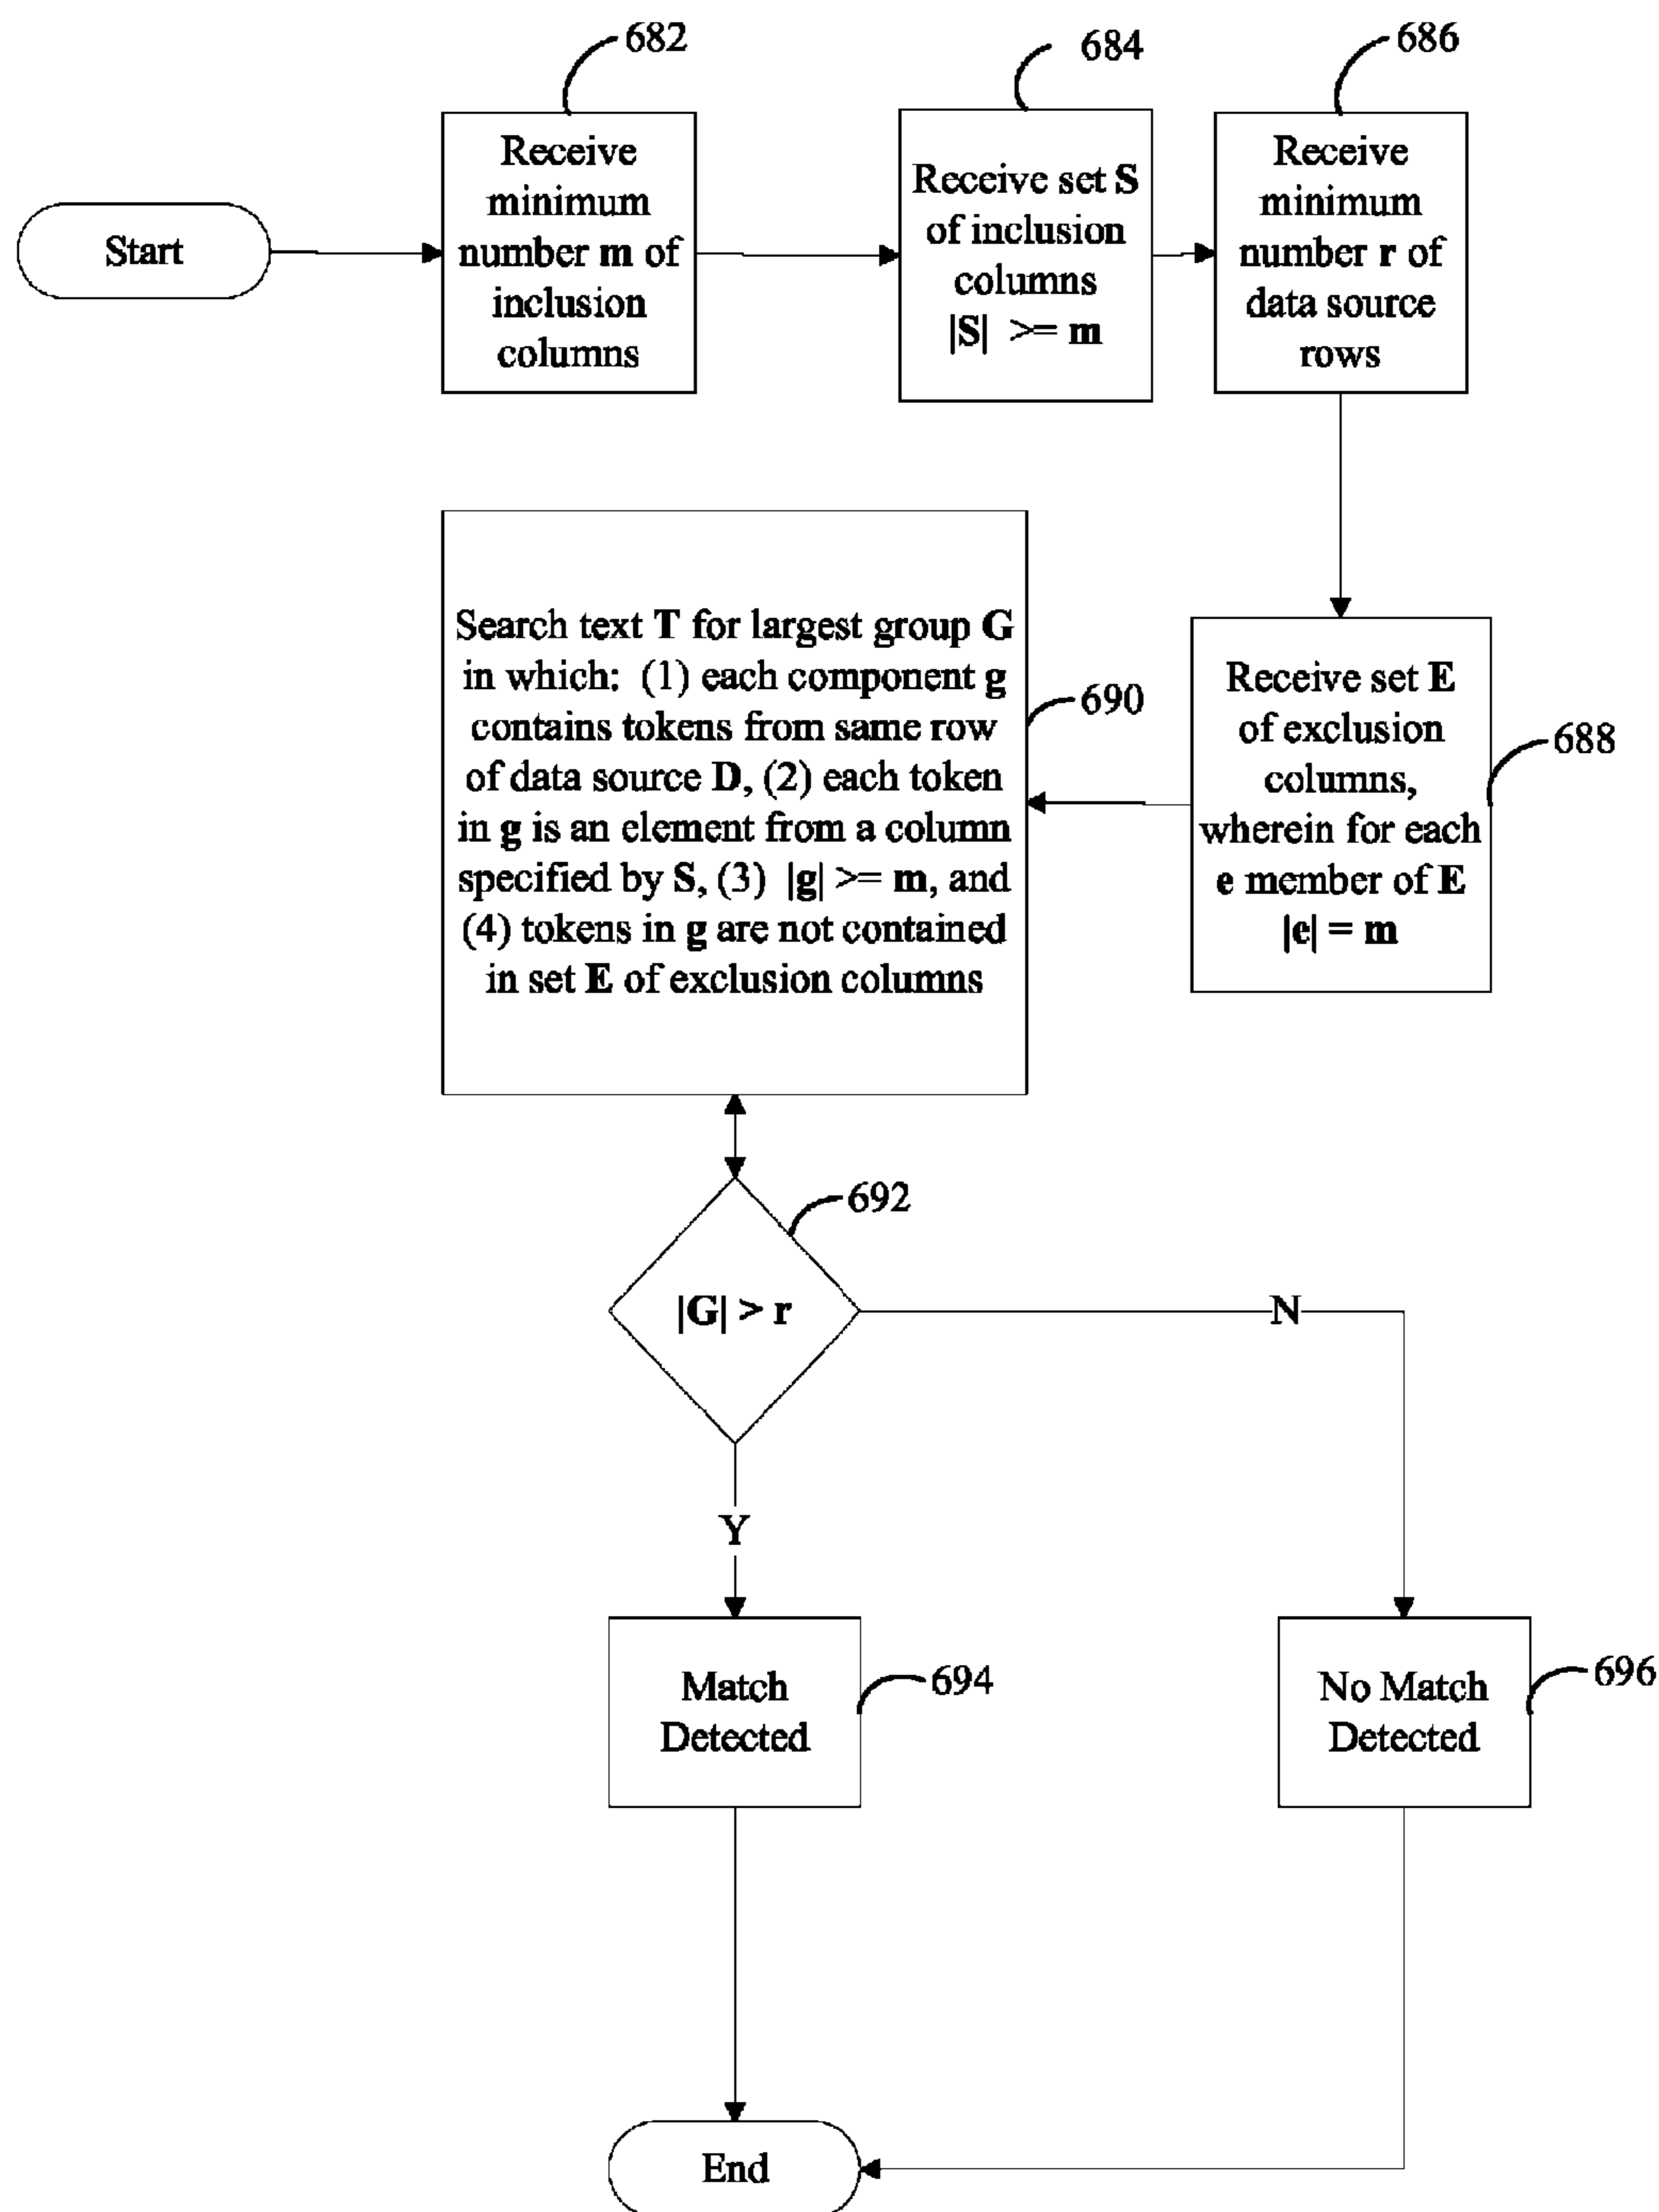 682
684
686
Start
Receive
minimum
number m of
inclusion
columns
Receive set S
of inclusion
columns
|S| >= m
Receive
minimum
number r of
data source
rows
Search text T for largest group G
in which: (1) each component g
contains tokens from same row
of data source D, (2) each token
in g is an element from a column
specified by S, (3) |g| >= m, and
(4) tokens in g are not contained
in set E of exclusion columns
690
Receive set E
of exclusion
columns,
wherein for each
e member of E
|e| = m
688
692
|G| > r
N
Y
Match
Detected
694
No Match
Detected
696
End